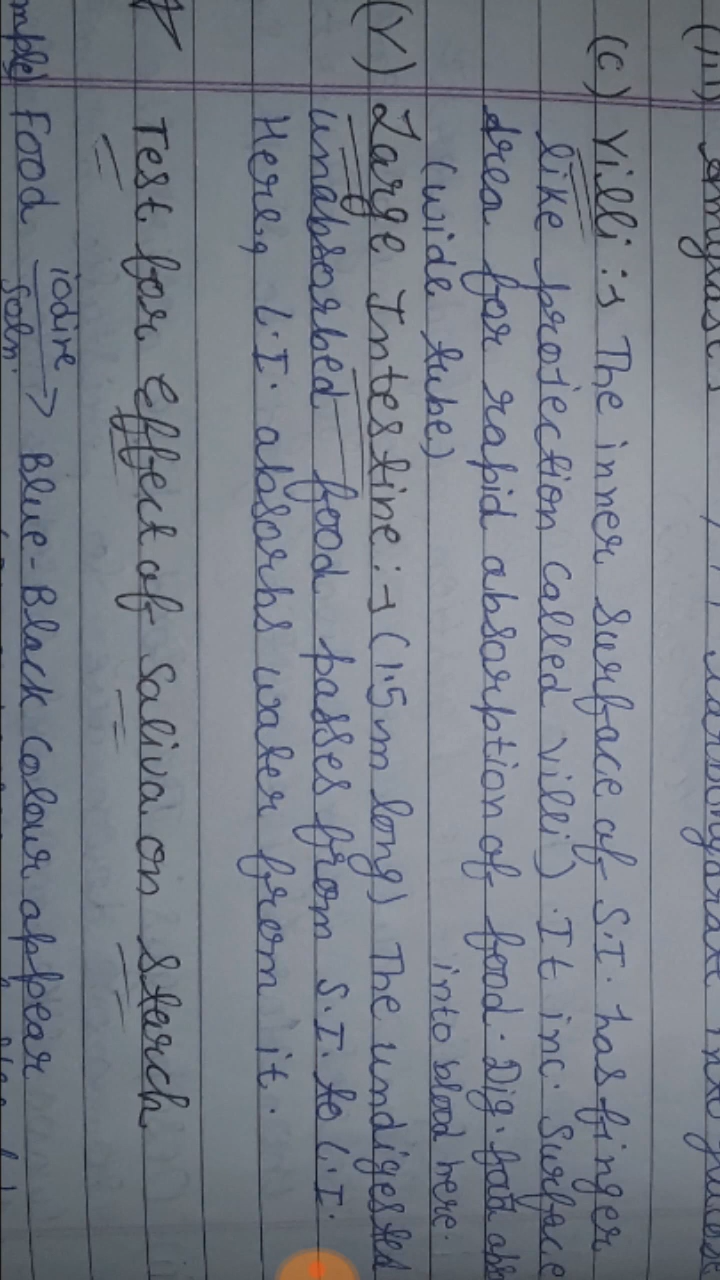 (iii)
(C) Villi :→ The inner surface of S.I. has finger
like projection called villi). It inc. surface
Area for rapid absorption of food. Dig. food abs
(wide tube) into blood here.
(V) Large Intestine :→ (1.5 m long) The undigested
unabsorbed food passes from S.I. to L.I.
Here, L.I. absorbs water from it.
Test for Effect of Saliva on Starch
Food iodine soln. → Blue-Black colour appear